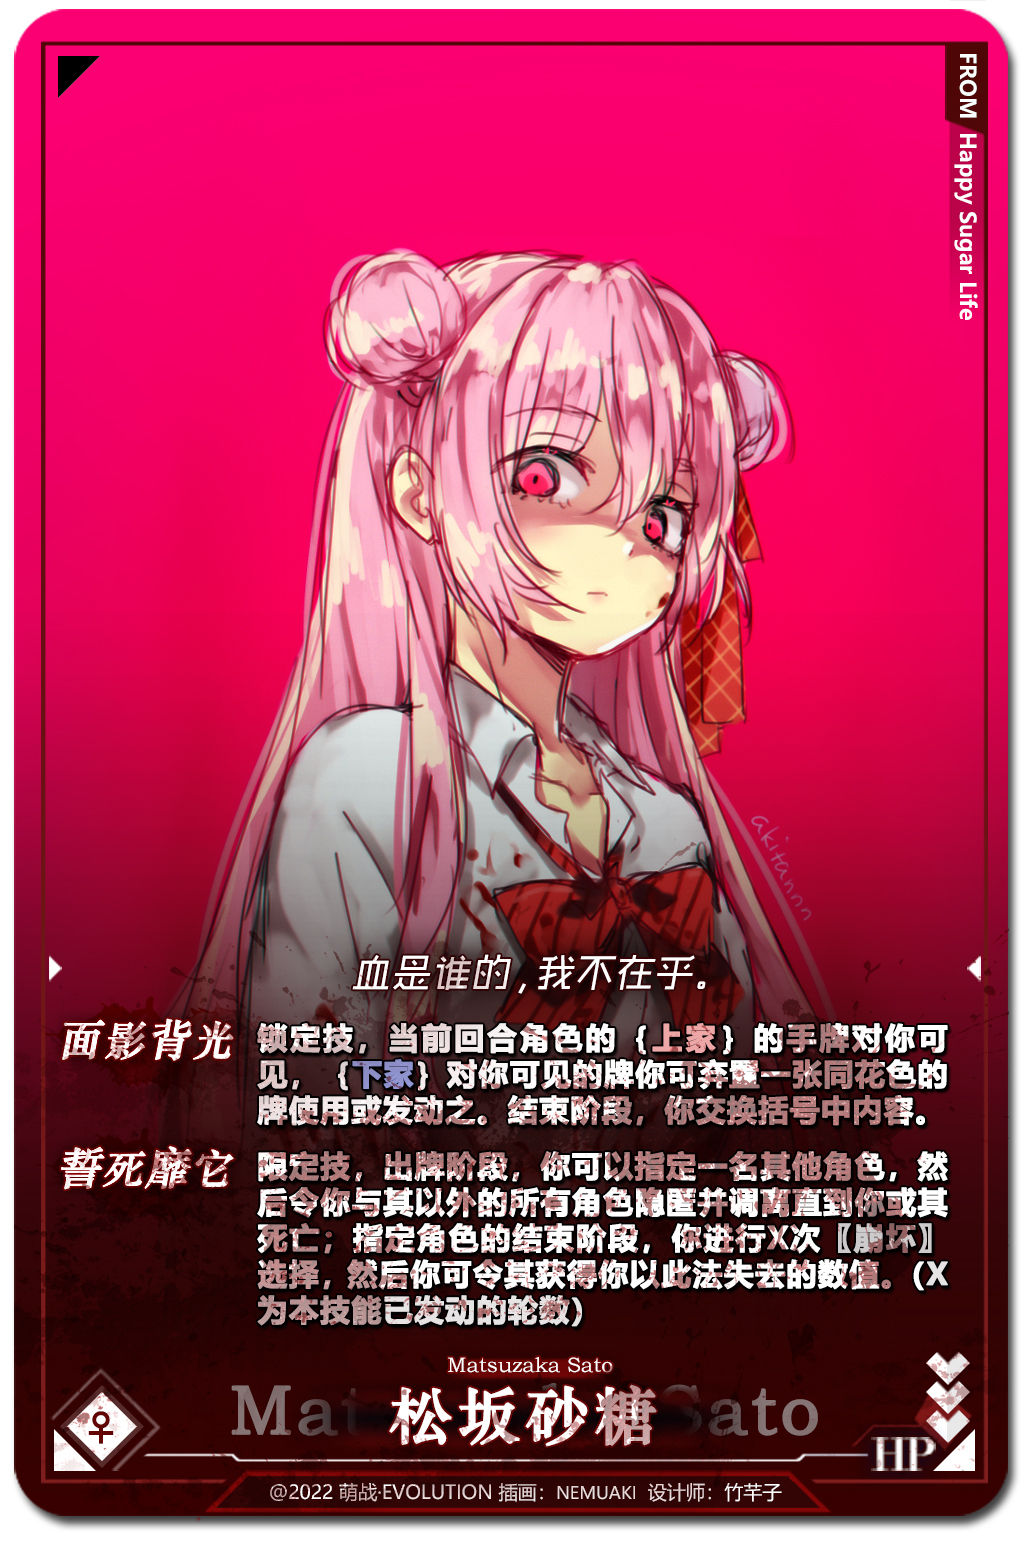 FROM Happy Sugar Life
akitannn
血是谁的,我不在乎。
面影背光
锁定技，当前回合角色的｛上家｝的手牌对你可
见，｛下家｝对你可见的牌你可弃置一张同花色的
牌使用或发动之。结束阶段，你交换括号中内容。
誓死靡它
限定技，出牌阶段，你可以指定一名其他角色，然
后令你与其以外的所有角色隐匿并调离直到你或其
死亡；指定角色的结束阶段，你进行X次〖崩坏〗
选择，然后你可令其获得你以此法失去的数值。(X
为本技能已发动的轮数)
Matsuzaka Sato
松坂砂糖
♀
HP
@2022 萌战·EVOLUTION 插画：NEMUAKI 设计师：竹芊子